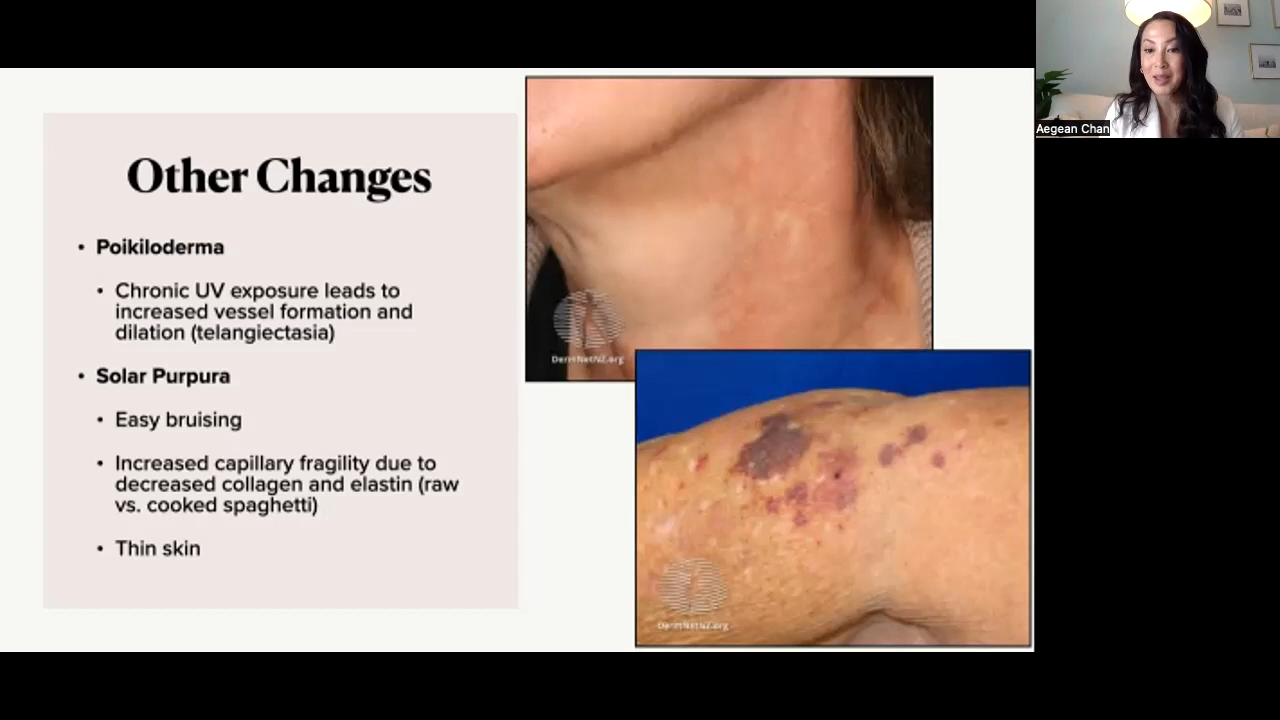 Other Changes
• Poikiloderma
• Chronic UV exposure leads to
increased vessel formation and
dilation (telangiectasia)
• Solar Purpura
• Easy bruising
• Increased capillary fragility due to
decreased collagen and elastin (raw
vs. cooked spaghetti)
• Thin skin
DermNetNZ.org
DermNetNZ.org
Aegean Chan